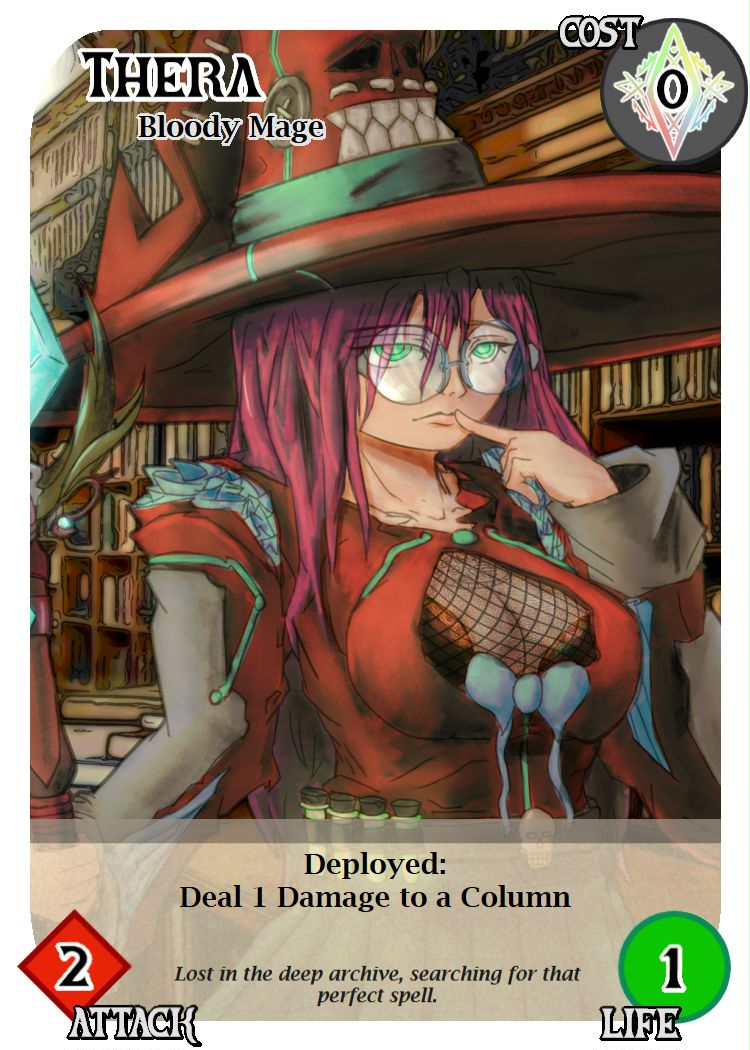 COST
0
THERA
Bloody Mage
Deployed:
Deal 1 Damage to a Column
Lost in the deep archive, searching for that
perfect spell.
2
ATTACK
1
LIFE